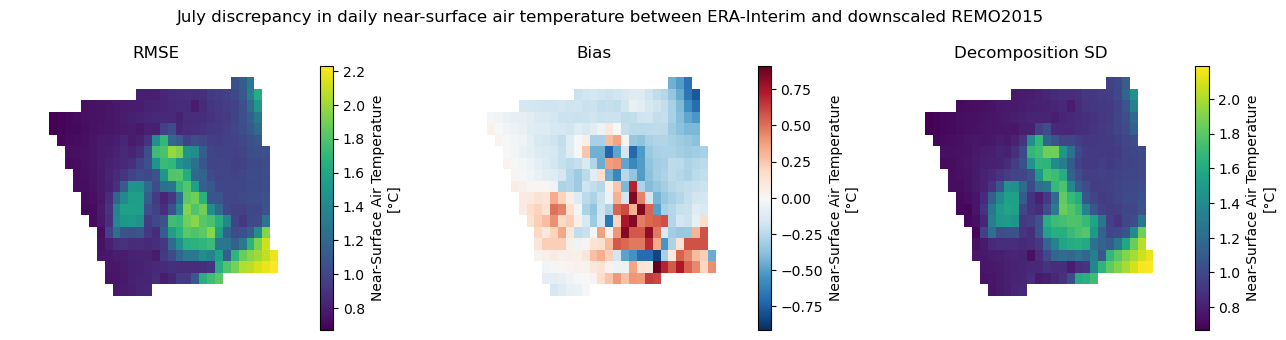 July discrepancy in daily near-surface air temperature between ERA-Interim and downscaled REMO2015
RMSE
2.2
2.0
1.8
1.6
1.4
1.2
1.0
0.8
Near-Surface Air Temperature
[°C]
Bias
0.75
0.50
0.25
0.00
−0.25
−0.50
−0.75
Near-Surface Air Temperature
[°C]
Decomposition SD
2.0
1.8
1.6
1.4
1.2
1.0
0.8
Near-Surface Air Temperature
[°C]